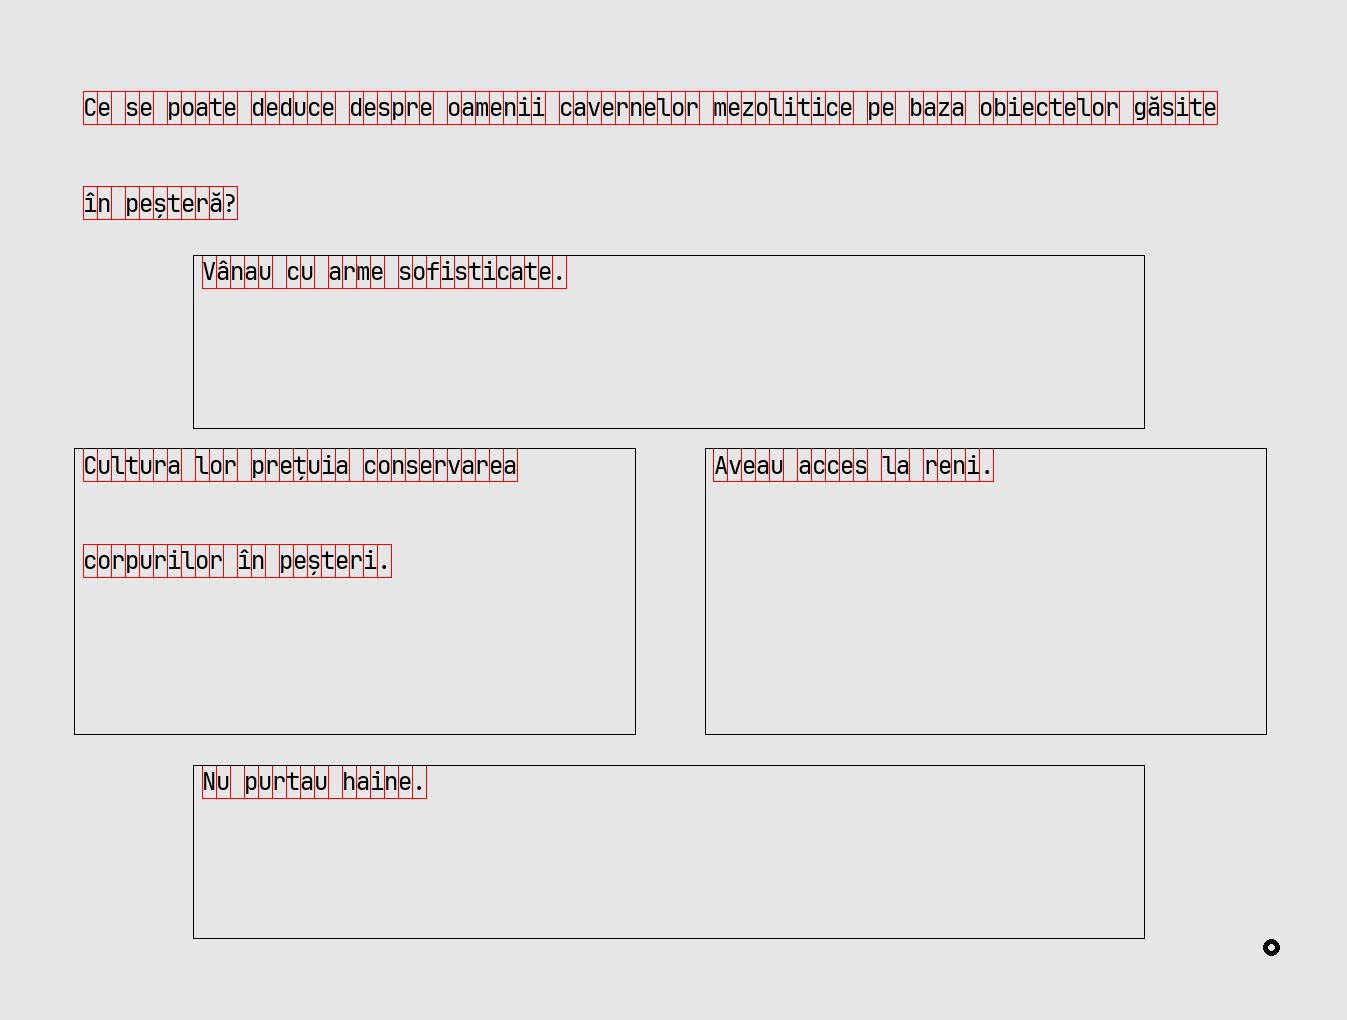 Ce se poate deduce despre oamenii cavernelor mezolitice pe baza obiectelor găsite
în peșteră?
Vânau cu arme sofisticate.
Cultura lor prețuia conservarea
corpurilor în peșteri.
Aveau acces la reni.
Nu purtau haine.